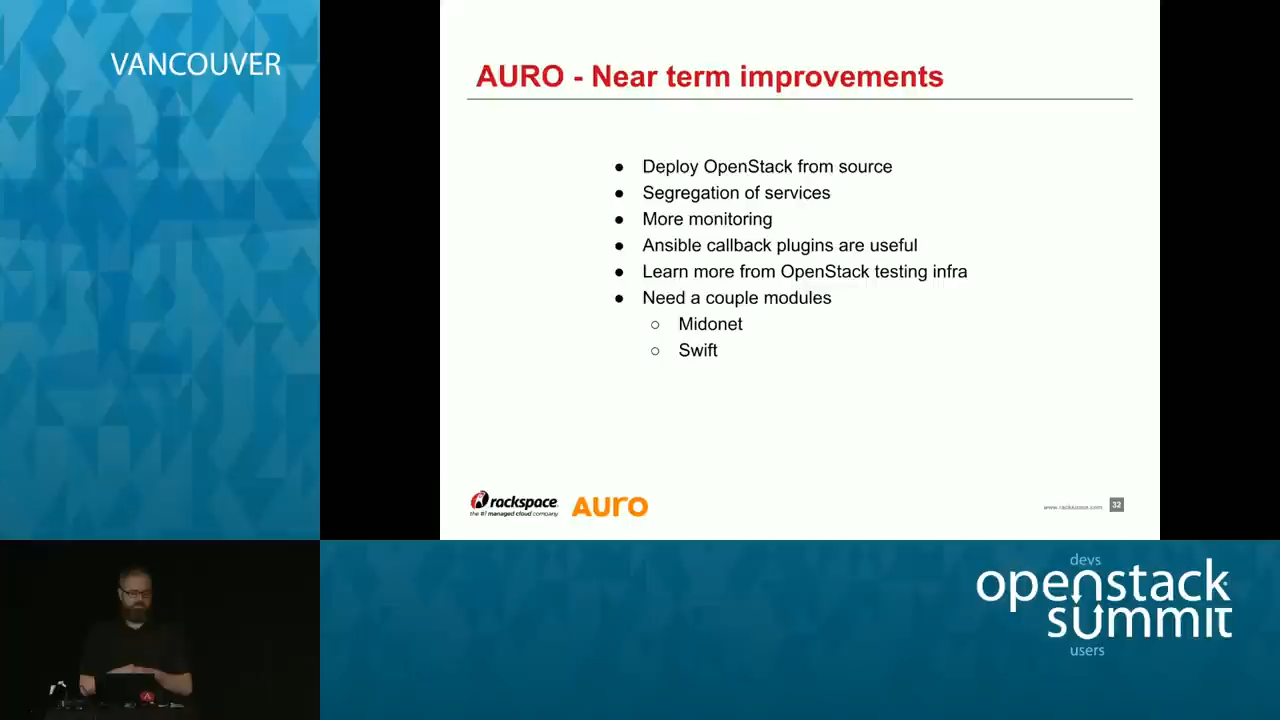 VANCOUVER
AURO - Near term improvements
● Deploy OpenStack from source
● Segregation of services
● More monitoring
● Ansible callback plugins are useful
● Learn more from OpenStack testing infra
● Need a couple modules
○ Midonet
○ Swift
rackspace
the #1 managed cloud company
AURO
www.rackspace.com
32
devs
openstack
summit
users